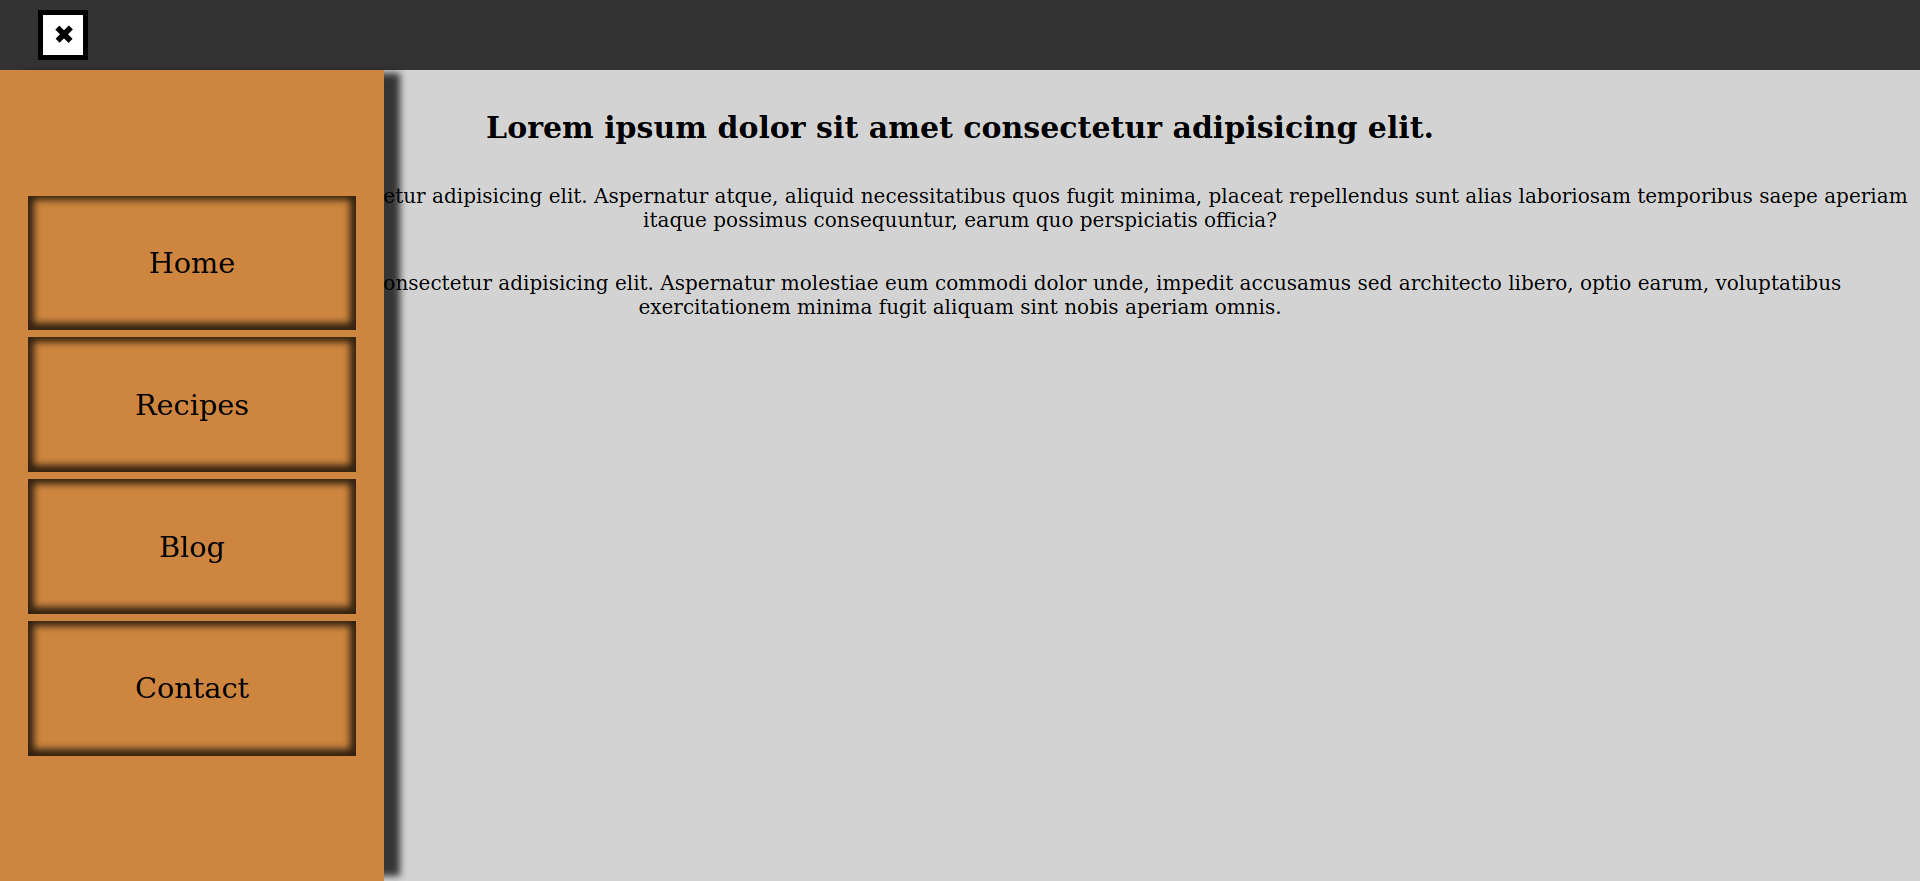 ✖
Home
Recipes
Blog
Contact
Lorem ipsum dolor sit amet consectetur adipisicing elit.
etur adipisicing elit. Aspernatur atque, aliquid necessitatibus quos fugit minima, placeat repellendus sunt alias laboriosam temporibus saepe aperiam
itaque possimus consequuntur, earum quo perspiciatis officia?
onsectetur adipisicing elit. Aspernatur molestiae eum commodi dolor unde, impedit accusamus sed architecto libero, optio earum, voluptatibus
exercitationem minima fugit aliquam sint nobis aperiam omnis.